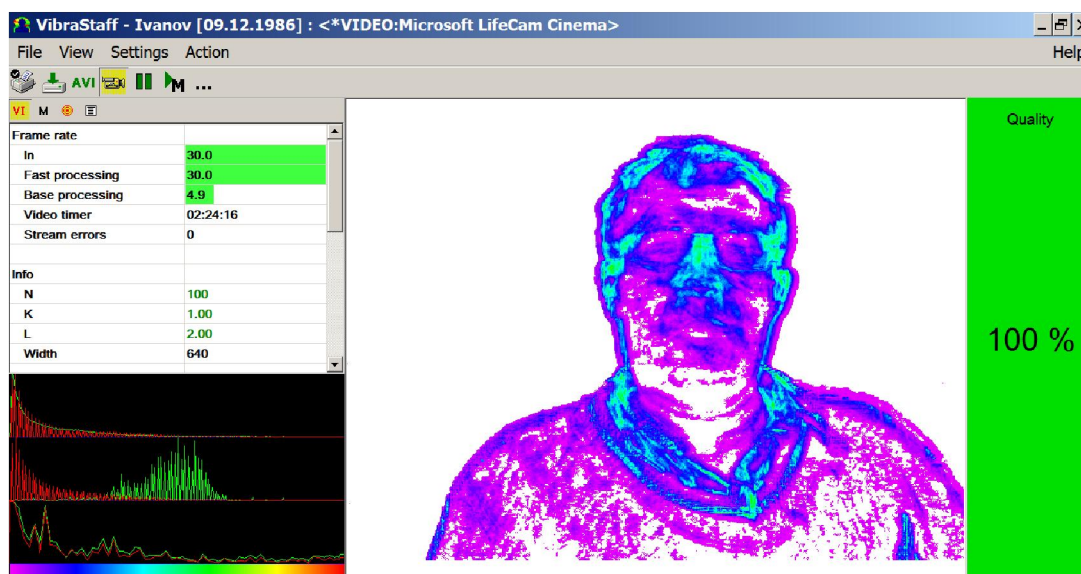 VibraStaff - Ivanov [09.12.1986] : <*VIDEO:Microsoft LifeCam Cinema>
File View Settings Action Help
AVI M ...
VI M
Frame rate
In 30.0
Fast processing 30.0
Base processing 4.9
Video timer 02:24:16
Stream errors 0
Info
N 100
K 1.00
L 2.00
Width 640
Quality
100 %